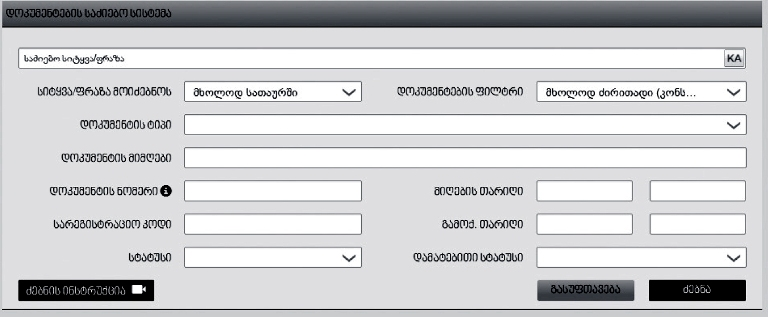 დოკუმენტების საძიებო სისტემა
საძიებო სიტყვა/ფრაზა KA
სიტყვა/ფრაზა მოიძებნოს მხოლოდ სათაურში დოკუმენტების ფილტრი მხოლოდ ძირითადი (კონს...
დოკუმენტის ტიპი
დოკუმენტის მიმღები
დოკუმენტის ნომერი მიღების თარიღი
სარეგისტრაციო კოდი გამოქ. თარიღი
სტატუსი დამატებითი სტატუსი
ძებნის ინსტრუქცია გასუფთავება ძებნა